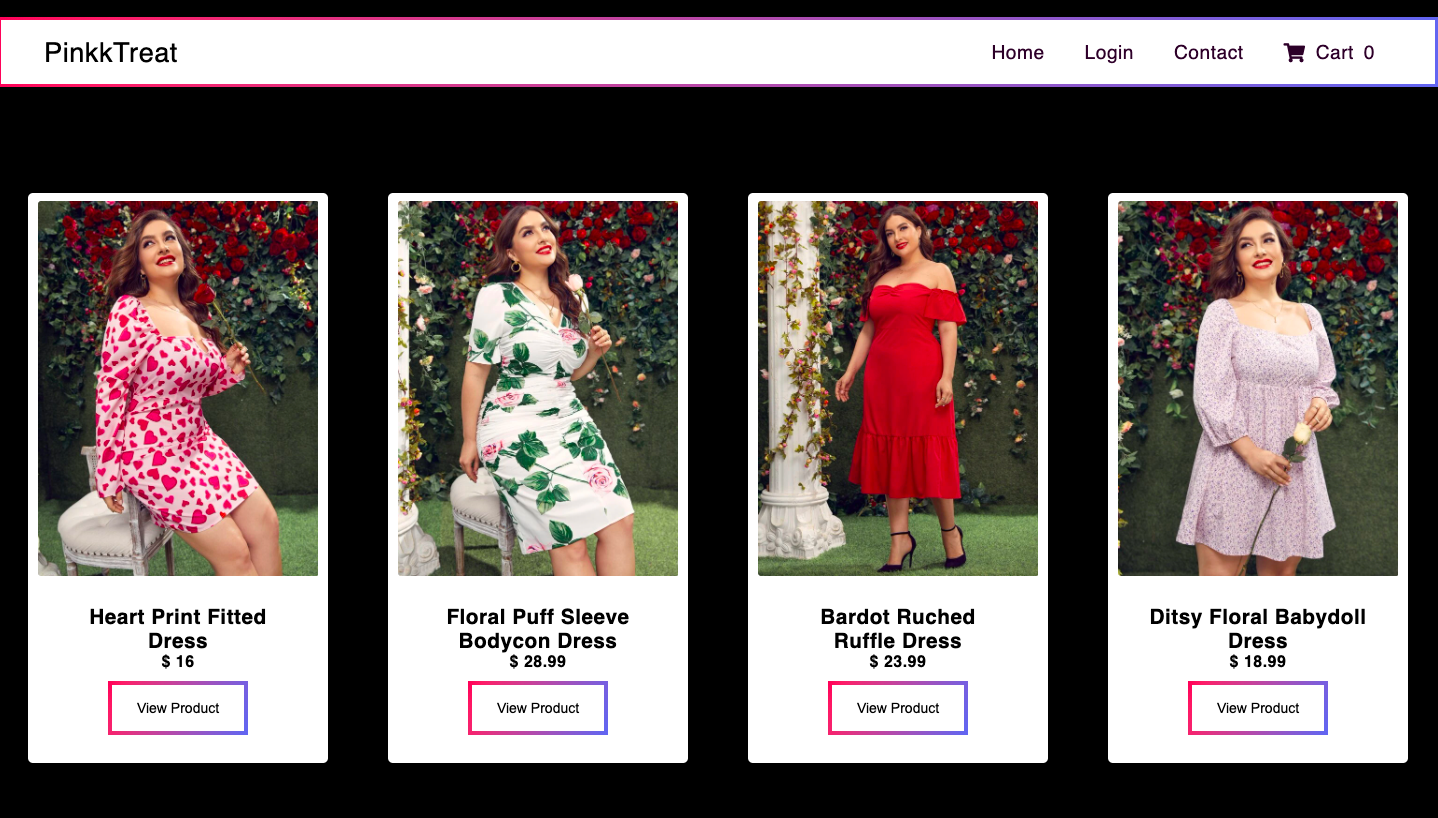 PinkkTreat
Home Login Contact Cart 0
Heart Print Fitted
Dress
$ 16
View Product
Floral Puff Sleeve
Bodycon Dress
$ 28.99
View Product
Bardot Ruched
Ruffle Dress
$ 23.99
View Product
Ditsy Floral Babydoll
Dress
$ 18.99
View Product